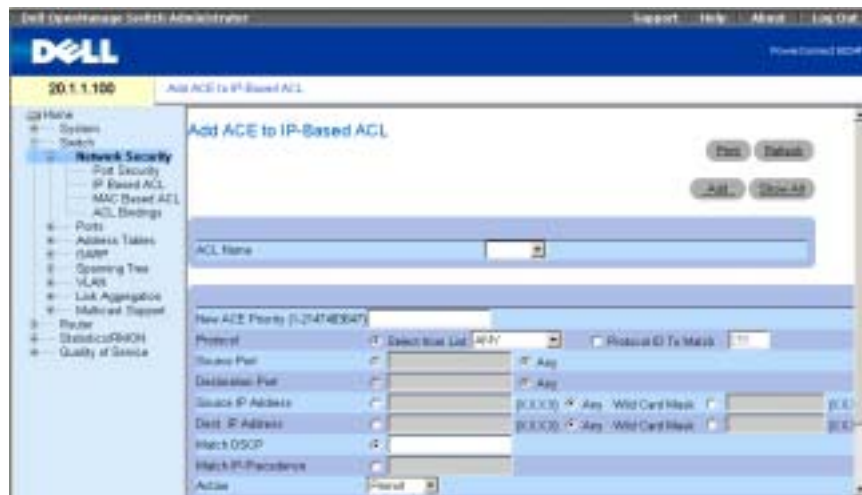 Dell OpenManage Switch Administrator Support Help About Log Out
DELL
20.1.1.100 Add ACE to IP-Based ACL
Home
System
Switch
Network Security
Port Security
IP Based ACL
MAC Based ACL
ACL Bindings
Ports
Address Tables
GARP
Spanning Tree
VLAN
Link Aggregation
Multicast Support
Router
Statistics/RMON
Quality of Service
Add ACE to IP-Based ACL
Print Refresh
Add Show All
ACL Name
New ACE Priority (1-2147483647)
Protocol Select from List ANY Protocol ID To Match
Source Port Any
Destination Port Any
Source IP Address (X.X.X.X) Any Wild Card Mask
Dest. IP Address (X.X.X.X) Any Wild Card Mask
Match DSCP
Match IP-Precedence
Action Permit